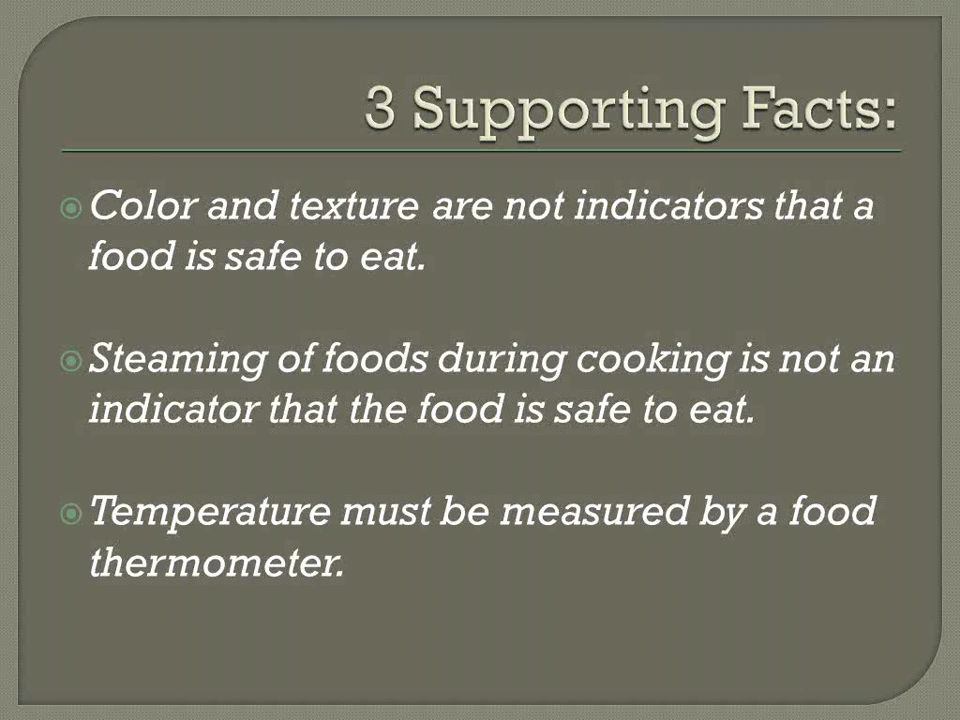 3 Supporting Facts:
Color and texture are not indicators that a
food is safe to eat.
Steaming of foods during cooking is not an
indicator that the food is safe to eat.
Temperature must be measured by a food
thermometer.